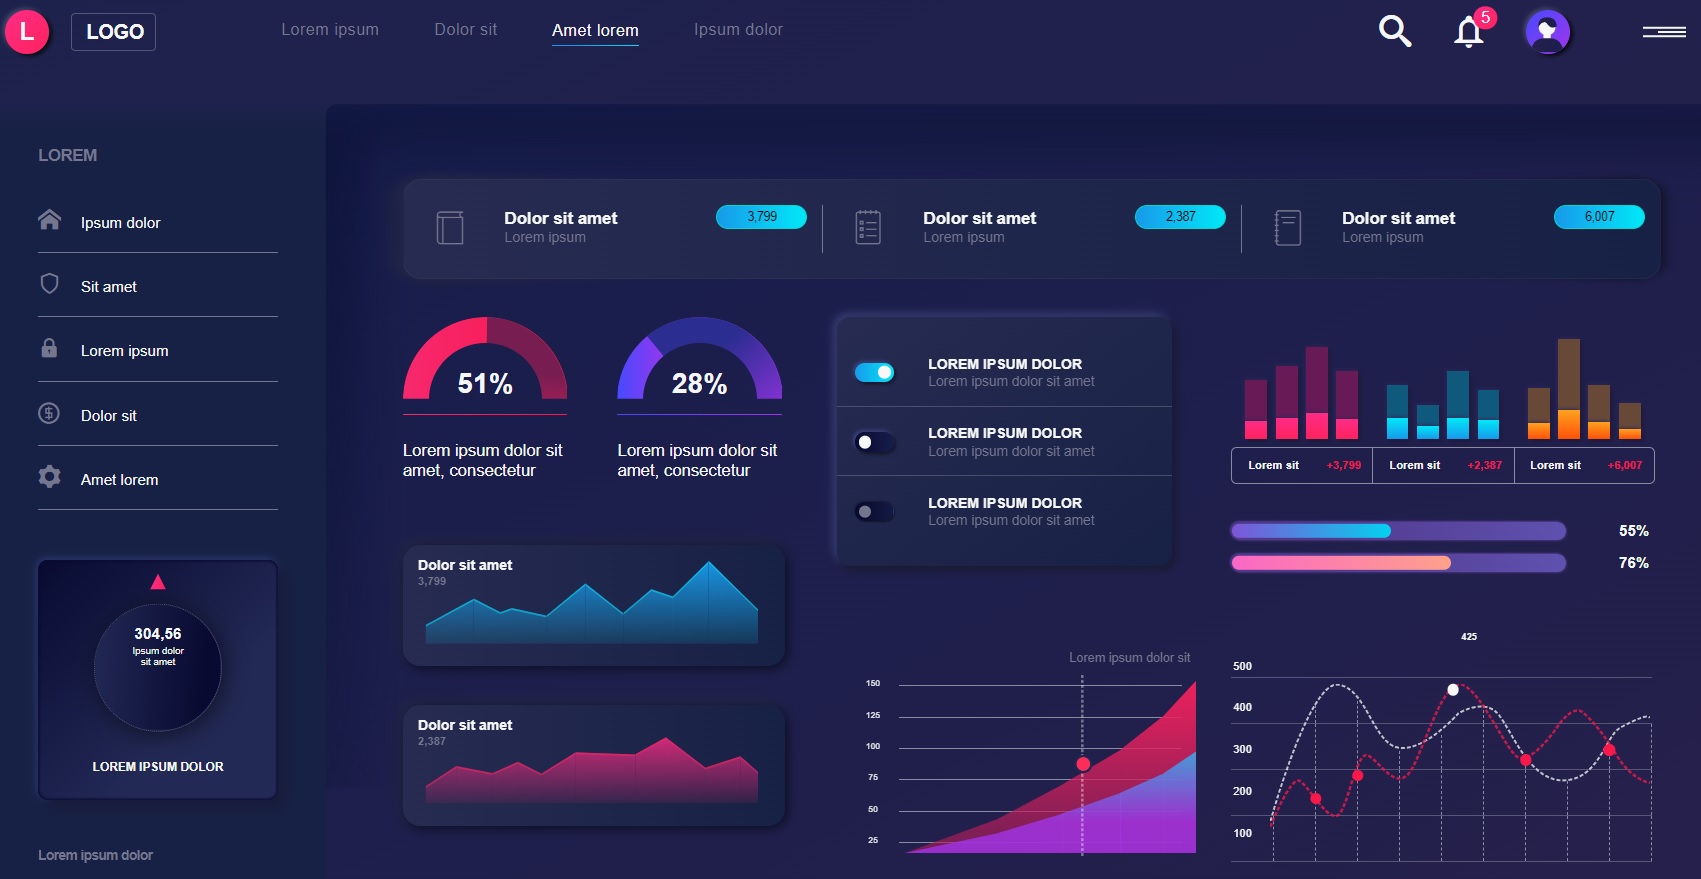 L
LOGO
Lorem ipsum
Dolor sit
Amet lorem
Ipsum dolor
5
LOREM
Ipsum dolor
Sit amet
Lorem ipsum
Dolor sit
Amet lorem
304,56
Ipsum dolor
sit amet
LOREM IPSUM DOLOR
Lorem ipsum dolor
Dolor sit amet
Lorem ipsum
3,799
Dolor sit amet
Lorem ipsum
2,387
Dolor sit amet
Lorem ipsum
6,007
51%
Lorem ipsum dolor sit
amet, consectetur
28%
Lorem ipsum dolor sit
amet, consectetur
LOREM IPSUM DOLOR
Lorem ipsum dolor sit amet
LOREM IPSUM DOLOR
Lorem ipsum dolor sit amet
LOREM IPSUM DOLOR
Lorem ipsum dolor sit amet
Lorem sit +3,799
Lorem sit +2,387
Lorem sit +6,007
55%
76%
Dolor sit amet
3,799
Dolor sit amet
2,387
Lorem ipsum dolor sit
150
125
100
75
50
25
425
500
400
300
200
100